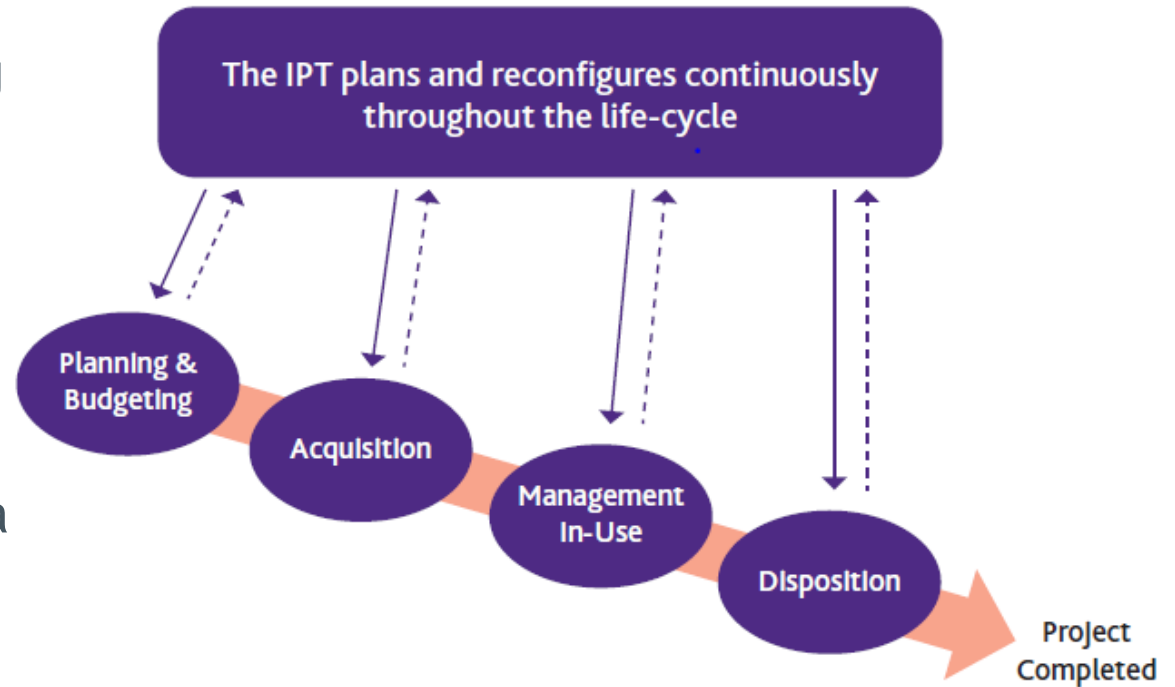 The IPT plans and reconfigures continuously
throughout the life-cycle
Planning &
Budgeting
Acquisition
Management
In-Use
Disposition
Project
Completed